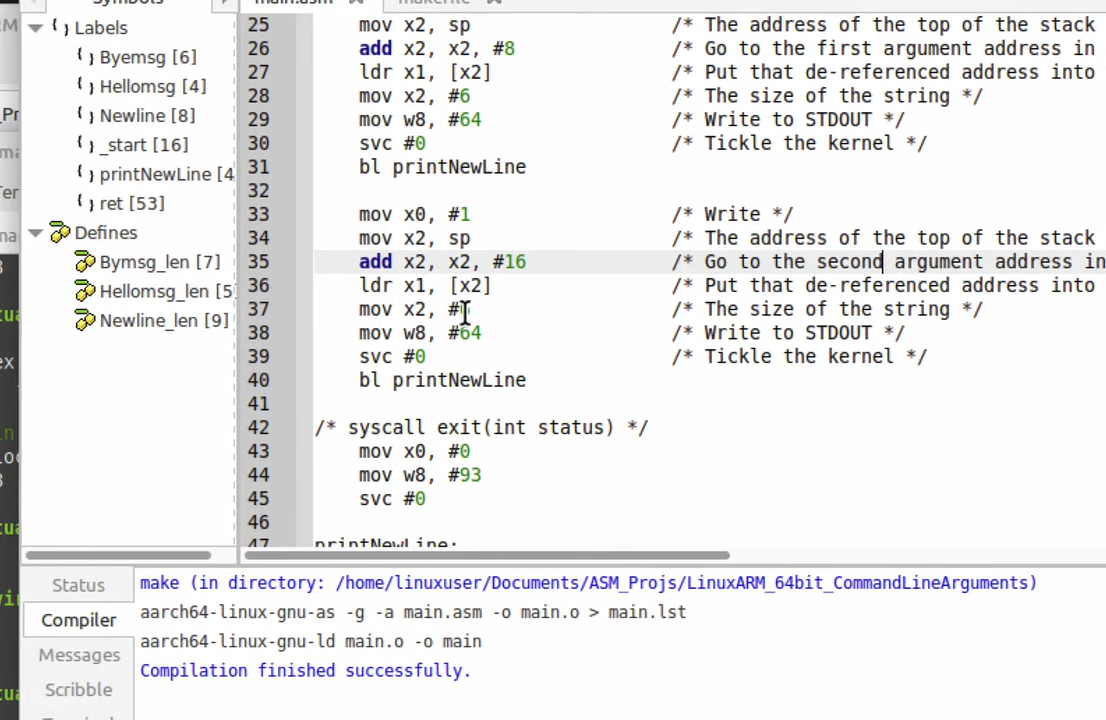 Labels
Byemsg [6]
Hellomsg [4]
Newline [8]
_start [16]
printNewLine [4
ret [53]
Defines
Bymsg_len [7]
Hellomsg_len [5]
Newline_len [9]
25 mov x2, sp /* The address of the top of the stack
26 add x2, x2, #8 /* Go to the first argument address in
27 ldr x1, [x2] /* Put that de-referenced address into
28 mov x2, #6 /* The size of the string */
29 mov w8, #64 /* Write to STDOUT */
30 svc #0 /* Tickle the kernel */
31 bl printNewLine
32
33 mov x0, #1 /* Write */
34 mov x2, sp /* The address of the top of the stack
35 add x2, x2, #16 /* Go to the second argument address in
36 ldr x1, [x2] /* Put that de-referenced address into
37 mov x2, #6 /* The size of the string */
38 mov w8, #64 /* Write to STDOUT */
39 svc #0 /* Tickle the kernel */
40 bl printNewLine
41
42 /* syscall exit(int status) */
43 mov x0, #0
44 mov w8, #93
45 svc #0
46
47 printNewLine:
Status
Compiler
Messages
Scribble
make (in directory: /home/linuxuser/Documents/ASM_Projs/LinuxARM_64bit_CommandLineArguments)
aarch64-linux-gnu-as -g -a main.asm -o main.o > main.lst
aarch64-linux-gnu-ld main.o -o main
Compilation finished successfully.